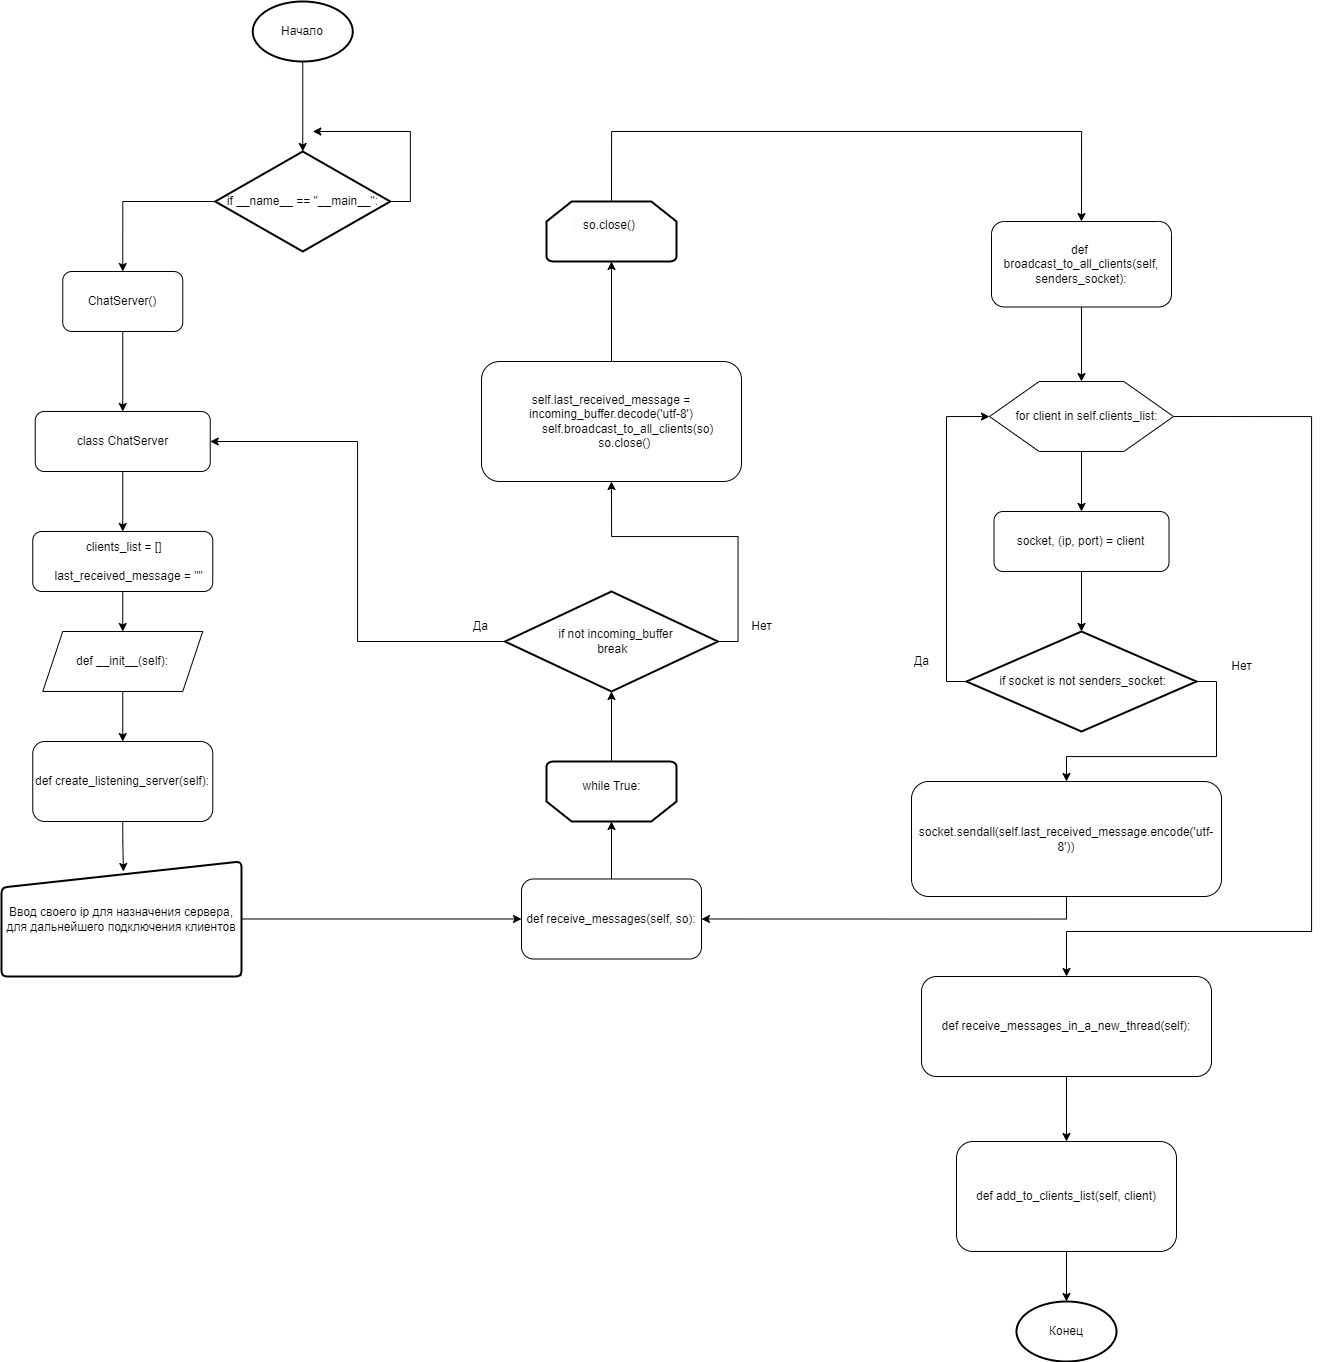 Начало
if __name__ == "__main__":
ChatServer()
class ChatServer
clients_list = []
last_received_message = ""
def __init__(self):
def create_listening_server(self):
Ввод своего ip для назначения сервера,
для дальнейшего подключения клиентов
so.close()
self.last_received_message =
incoming_buffer.decode('utf-8')
self.broadcast_to_all_clients(so)
so.close()
Да
if not incoming_buffer
break
Нет
while True:
def receive_messages(self, so):
def
broadcast_to_all_clients(self,
senders_socket):
for client in self.clients_list:
socket, (ip, port) = client
Да
if socket is not senders_socket:
Нет
socket.sendall(self.last_received_message.encode('utf-
8'))
def receive_messages_in_a_new_thread(self):
def add_to_clients_list(self, client)
Конец